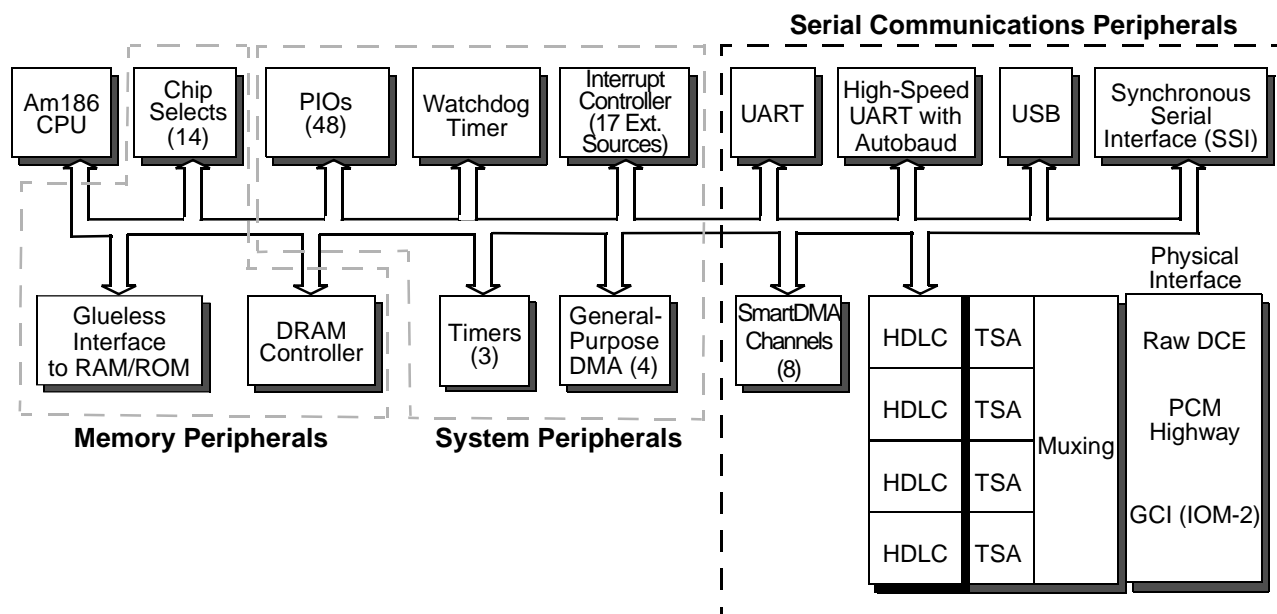 Serial Communications Peripherals
Am186
CPU
Chip
Selects
(14)
PIOs
(48)
Watchdog
Timer
Interrupt
Controller
(17 Ext.
Sources)
UART
High-Speed
UART with
Autobaud
USB
Synchronous
Serial
Interface (SSI)
Glueless
Interface
to RAM/ROM
DRAM
Controller
Timers
(3)
General-
Purpose
DMA (4)
SmartDMA
Channels
(8)
HDLC
TSA
HDLC
TSA
HDLC
TSA
HDLC
TSA
Muxing
Physical
Interface
Raw DCE
PCM
Highway
GCI (IOM-2)
Memory Peripherals
System Peripherals